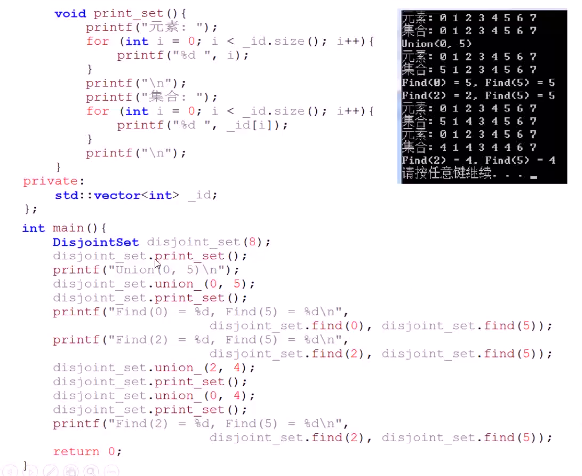 void print_set(){
printf("元素: ");
for (int i = 0; i < _id.size(); i++){
printf("%d ", i);
}
printf("\n");
printf("集合: ");
for (int i = 0; i < _id.size(); i++){
printf("%d ", _id[i]);
}
printf("\n");
}
private:
std::vector<int> _id;
};
int main(){
DisjointSet disjoint_set(8);
disjoint_set.print_set();
printf("Union(0, 5)\n");
disjoint_set.union_(0, 5);
disjoint_set.print_set();
printf("Find(0) = %d, Find(5) = %d\n",
disjoint_set.find(0), disjoint_set.find(5));
printf("Find(2) = %d, Find(5) = %d\n",
disjoint_set.find(2), disjoint_set.find(5));
disjoint_set.union_(2, 4);
disjoint_set.print_set();
disjoint_set.union_(0, 4);
disjoint_set.print_set();
printf("Find(2) = %d, Find(5) = %d\n",
disjoint_set.find(2), disjoint_set.find(5));
return 0;
}
元素: 0 1 2 3 4 5 6 7
集合: 0 1 2 3 4 5 6 7
Union(0, 5)
元素: 0 1 2 3 4 5 6 7
集合: 5 1 2 3 4 5 6 7
Find(0) = 5, Find(5) = 5
Find(2) = 2, Find(5) = 5
元素: 0 1 2 3 4 5 6 7
集合: 5 1 4 3 4 5 6 7
元素: 0 1 2 3 4 5 6 7
集合: 4 1 4 3 4 4 6 7
Find(2) = 4, Find(5) = 4
请按任意键继续. . . _